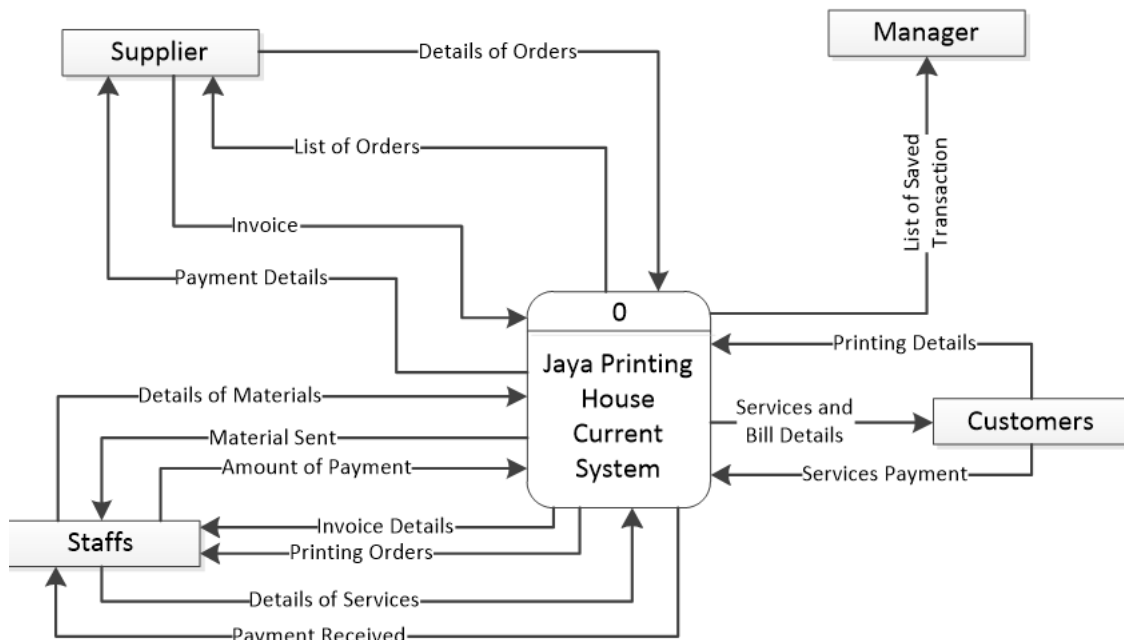 Supplier
Manager
Details of Orders
List of Orders
List of Saved
Transaction
Invoice
Payment Details
0
Jaya Printing
House
Current
System
Printing Details
Details of Materials
Services and
Bill Details
Customers
Material Sent
Amount of Payment
Services Payment
Invoice Details
Staffs
Printing Orders
Details of Services
Payment Received